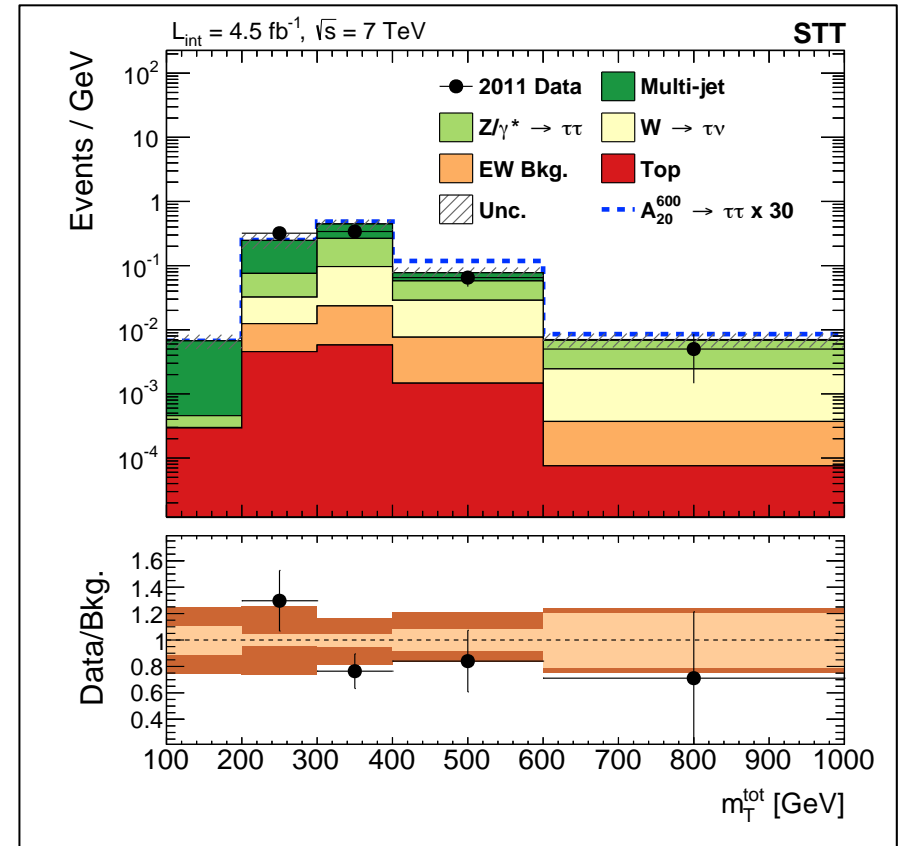 L_int = 4.5 fb⁻¹, √s = 7 TeV STT
Events / GeV
10²
10
1
10⁻¹
10⁻²
10⁻³
10⁻⁴
2011 Data Multi-jet
Z/γ* → ττ W → τν
EW Bkg. Top
Unc. A₂₀⁶⁰⁰ → ττ x 30
Data/Bkg.
1.6
1.4
1.2
1
0.8
0.6
0.4
100 200 300 400 500 600 700 800 900 1000
m_T^tot [GeV]